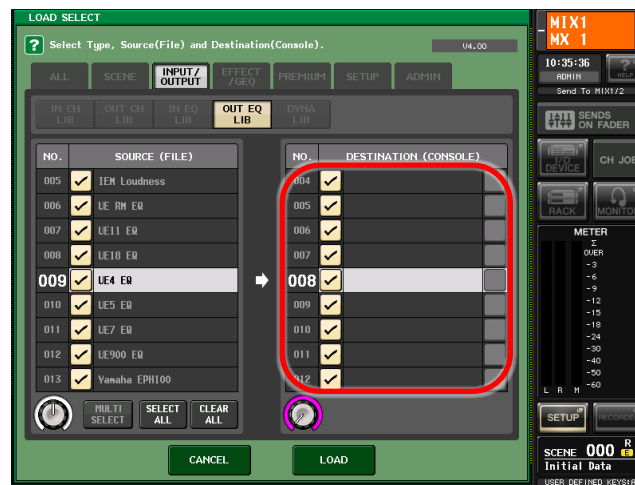 LOAD SELECT
? Select Type, Source(File) and Destination(Console).
V4.00
ALL
SCENE
INPUT/
OUTPUT
EFFECT
/GEQ
PREMIUM
SETUP
ADMIN
IN CH
LIB
OUT CH
LIB
IN EQ
LIB
OUT EQ
LIB
DYNA
LIB
NO. SOURCE (FILE)
005 IEM Loudness
006 UE RM EQ
007 UE11 EQ
008 UE18 EQ
009 UE4 EQ
010 UE5 EQ
011 UE7 EQ
012 UE900 EQ
013 Yamaha EPH100
MULTI
SELECT
SELECT
ALL
CLEAR
ALL
NO. DESTINATION (CONSOLE)
004
005
006
007
008
009
010
011
012
CANCEL
LOAD
MIX1
MX 1
10:35:36
ADMIN
?
HELP
Send To MIX1/2
SENDS
ON FADER
I/O
DEVICE
CH JOB
RACK
MONITO
METER
Σ
OVER
-3
-6
-9
-12
-15
-18
-24
-30
-40
-50
-60
L R M
SETUP
RECORDI
SCENE 000 R
E
Initial Data
USER DEFINED KEYS:A